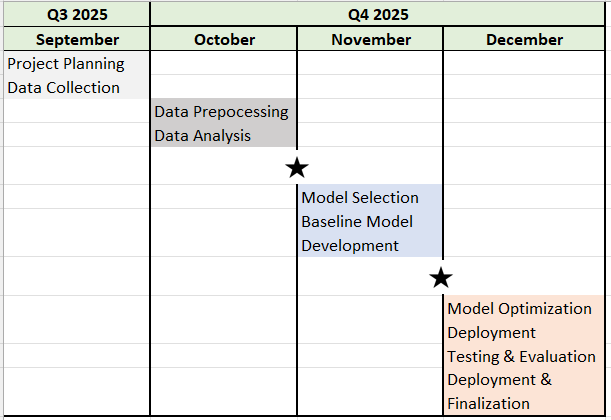 Q3 2025 Q4 2025
September October November December
Project Planning
Data Collection
Data Prepocessing
Data Analysis
Model Selection
Baseline Model
Development
Model Optimization
Deployment
Testing & Evaluation
Deployment &
Finalization